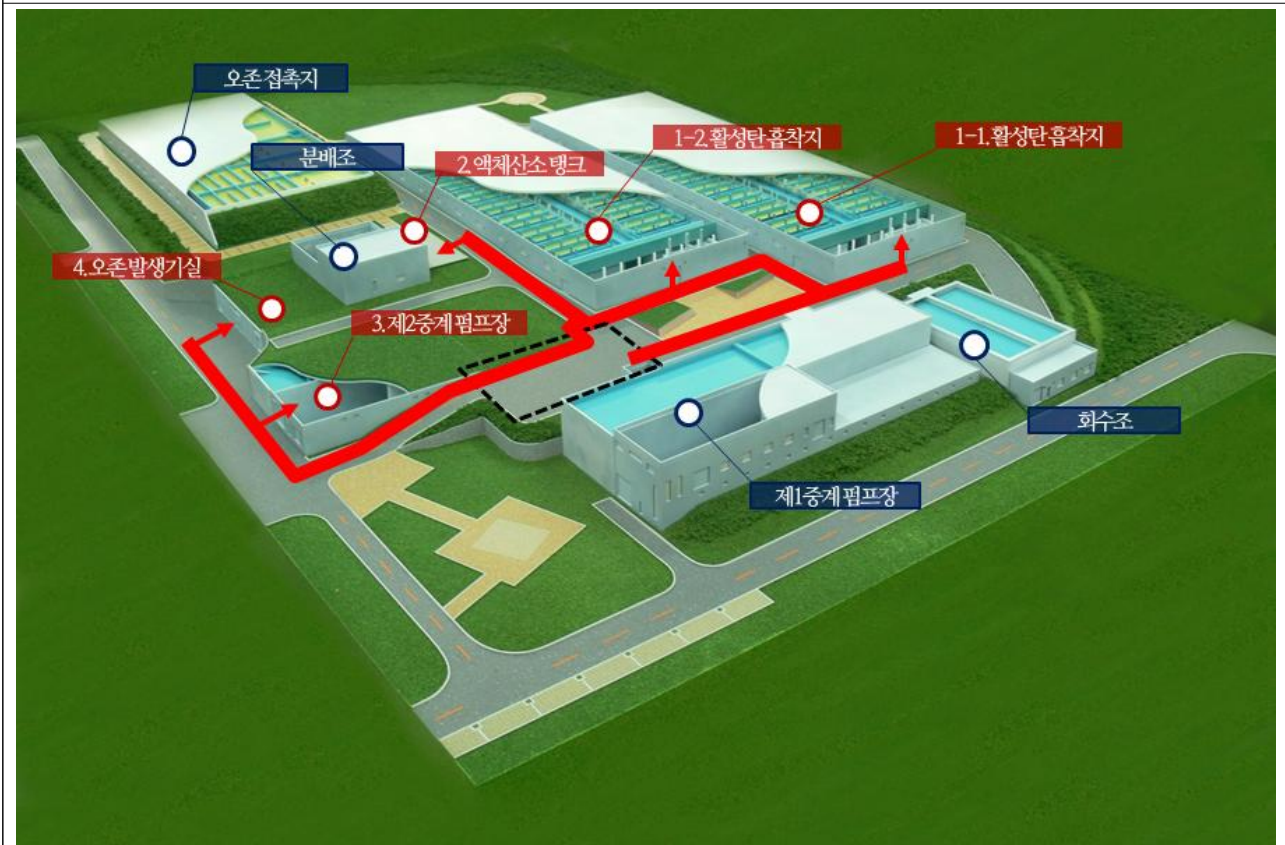 오존 접촉지
분배조
2. 액체산소 탱크
1-2. 활성탄 흡착지
1-1. 활성탄 흡착지
4. 오존 발생기실
3. 제2중계 펌프장
회수조
제1중계 펌프장